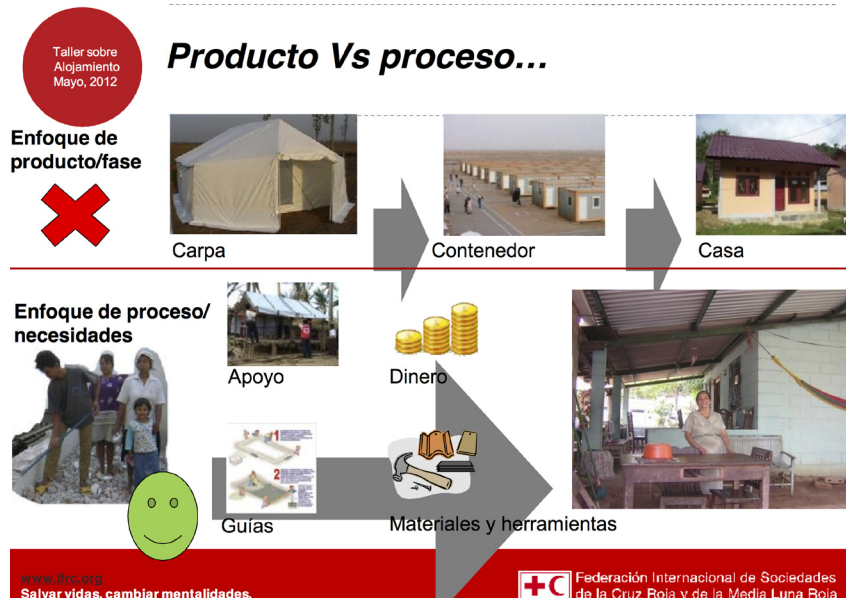 Taller sobre
Alojamiento
Mayo, 2012
Producto Vs proceso...
Enfoque de
producto/fase
Carpa
Contenedor
Casa
Enfoque de proceso/
necesidades
Apoyo
Dinero
1
2
Guías
Materiales y herramientas
www.ifrc.org
Salvar vidas, cambiar mentalidades.
Federación Internacional de Sociedades
de la Cruz Roja y de la Media Luna Roja